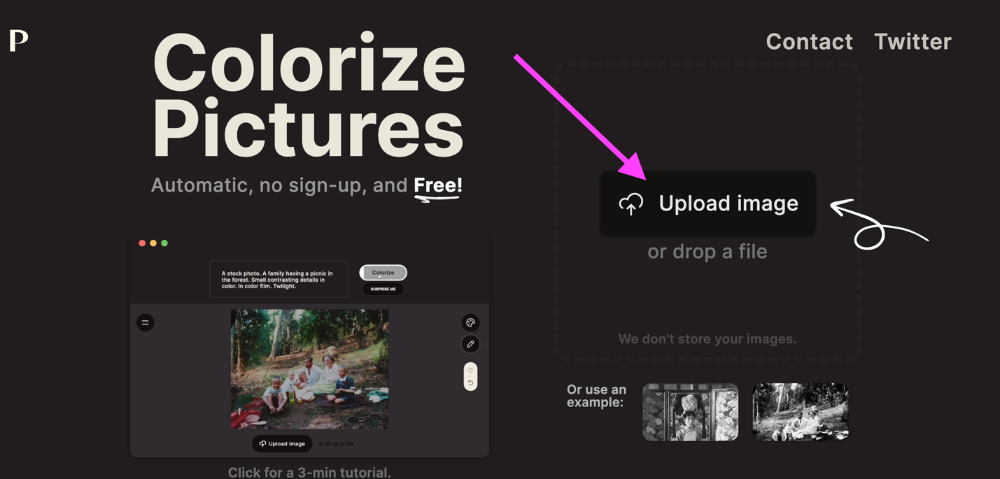 P
Contact
Twitter
Colorize
Pictures
Automatic, no sign-up, and Free!
A stock photo. A family having a picnic in
the forest. Small contrasting details in
color. In color film. Twilight.
Colorize
SURPRISE ME
Upload image
or drop a file
Click for a 3-min tutorial.
Upload image
or drop a file
We don't store your images.
Or use an
example: